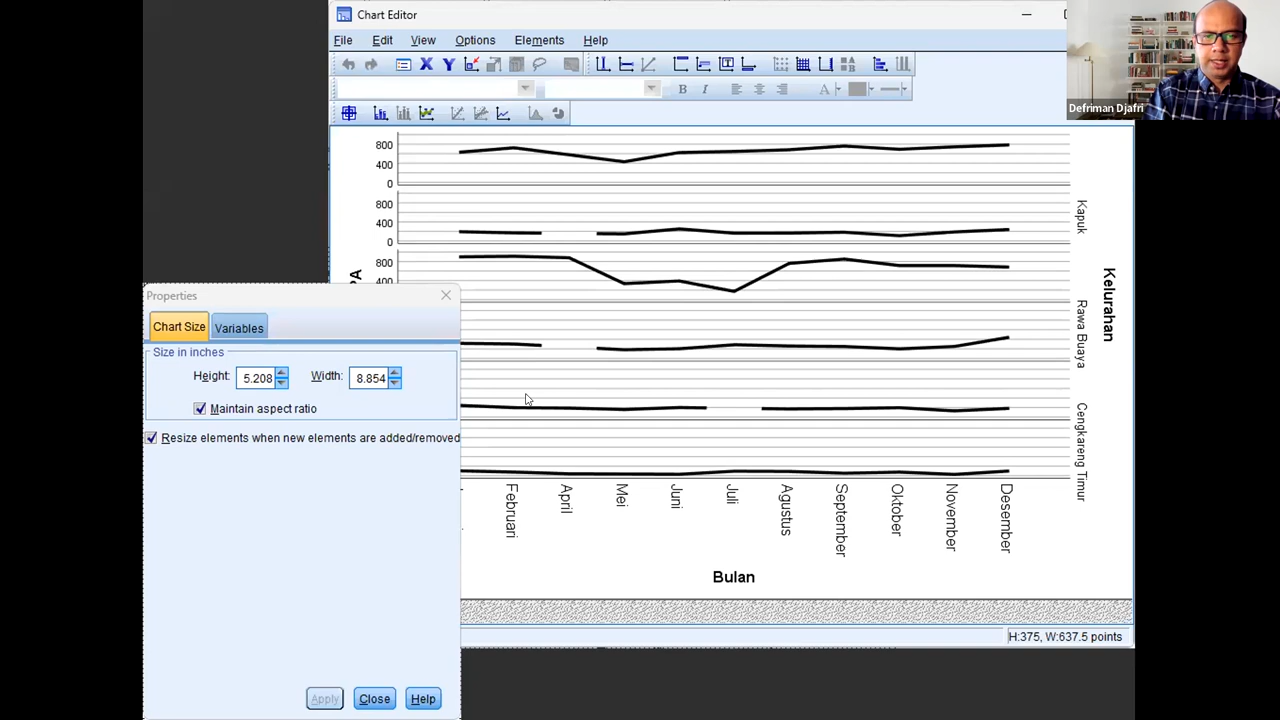 Chart Editor
File Edit View Options Elements Help
B I A
Defriman Djafri
800
400
0
800
400
0
800
400
PA
Kapuk
Rawa Buaya
Cengkareng Timur
Kelurahan
Februari
April
Mei
Juni
Juli
Agustus
September
Oktober
November
Desember
Bulan
H:375, W:637.5 points
Properties
Chart Size Variables
Size in inches
Height: 5.208 Width: 8.854
Maintain aspect ratio
Resize elements when new elements are added/removed
Apply Close Help